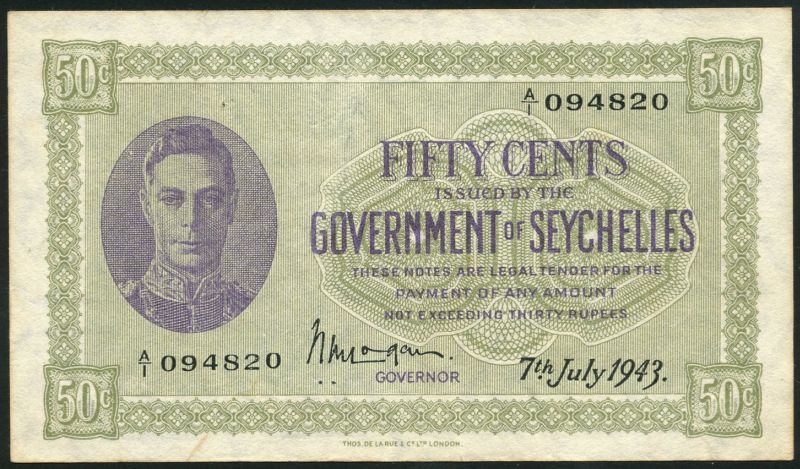 50c
50c
A/1 094820
FIFTY CENTS
ISSUED BY THE
GOVERNMENT OF SEYCHELLES
THESE NOTES ARE LEGAL TENDER FOR THE
PAYMENT OF ANY AMOUNT
NOT EXCEEDING THIRTY RUPEES
A/1 094820
GOVERNOR
7th July 1943.
50c
50c
THOS. DE LA RUE & Co. LTD. LONDON.